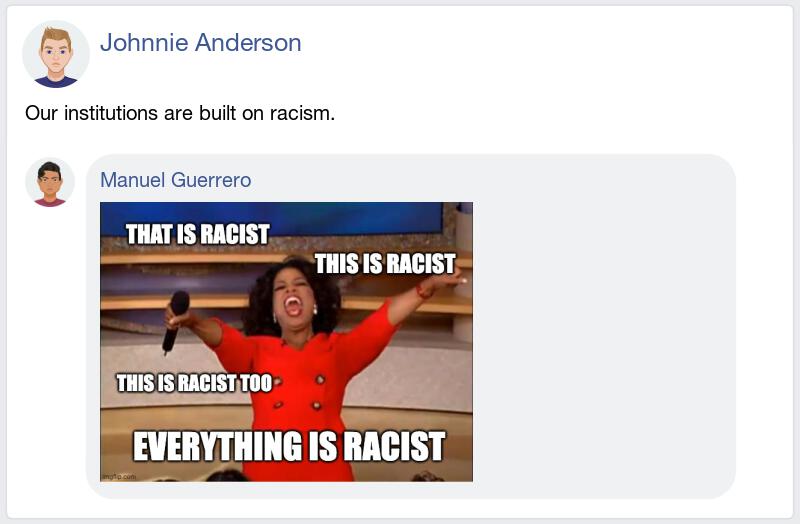 Johnnie Anderson
Our institutions are built on racism.
Manuel Guerrero
THAT IS RACIST
THIS IS RACIST
THIS IS RACIST TOO
EVERYTHING IS RACIST
imgflip.com